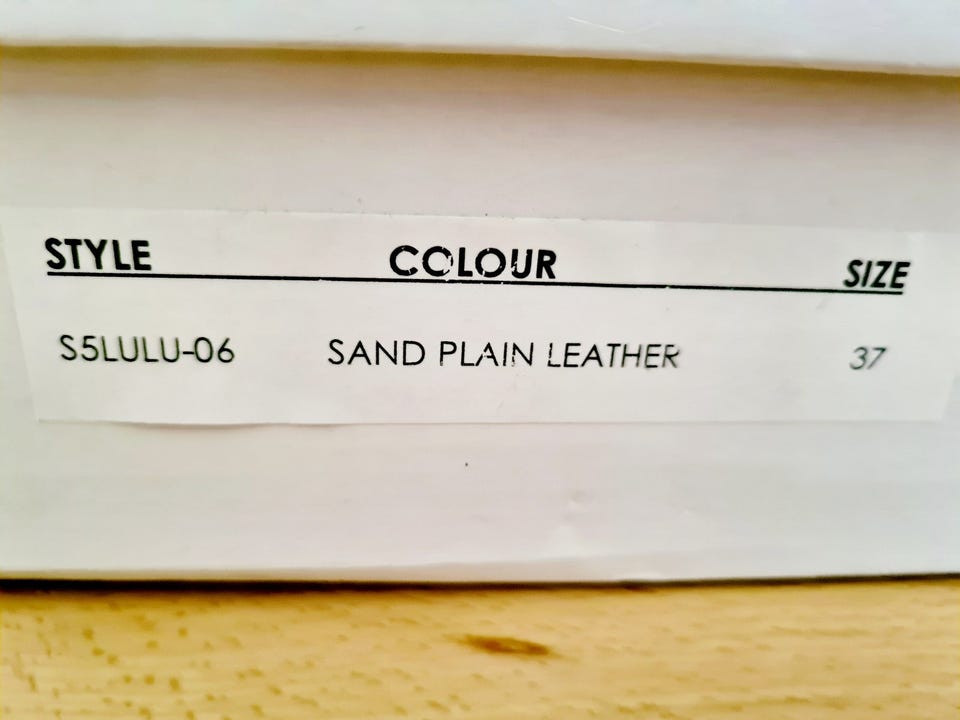 STYLE COLOUR SIZE
S5LULU-06 SAND PLAIN LEATHER 37